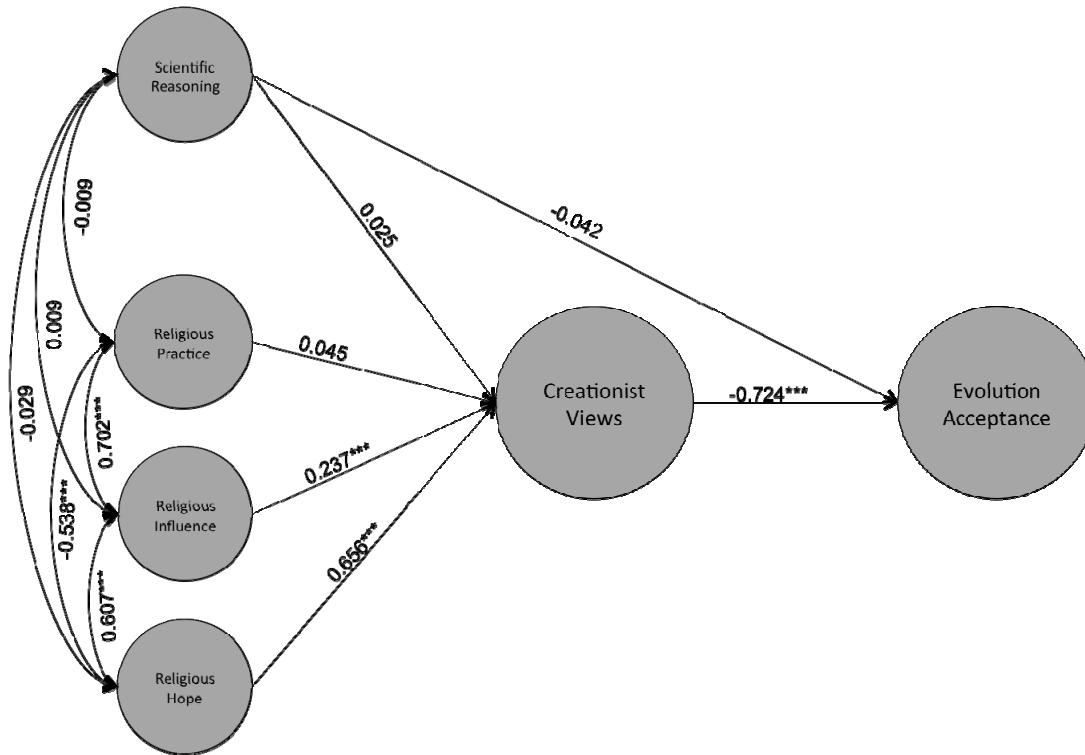 Scientific
Reasoning
-0.009
0.025
-0.042
0.009
-0.029
Religious
Practice
0.045
Creationist
Views
-0.724***
Evolution
Acceptance
0.702***
-0.538***
0.237***
Religious
Influence
0.656***
0.607***
Religious
Hope